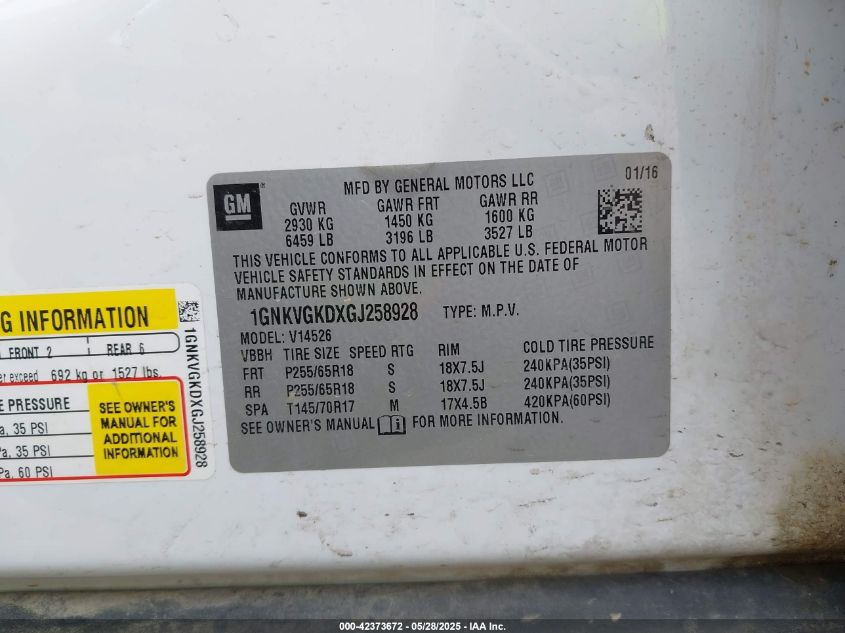 GM
MFD BY GENERAL MOTORS LLC
01/16
GVWR GAWR FRT GAWR RR
2930 KG 1450 KG 1600 KG
6459 LB 3196 LB 3527 LB
THIS VEHICLE CONFORMS TO ALL APPLICABLE U.S. FEDERAL MOTOR
VEHICLE SAFETY STANDARDS IN EFFECT ON THE DATE OF
MANUFACTURE SHOWN ABOVE.
1GNKVGKDXGJ258928 TYPE: M.P.V.
MODEL: V14526
VBBH TIRE SIZE SPEED RTG RIM COLD TIRE PRESSURE
FRT P255/65R18 S 18X7.5J 240KPA(35PSI)
RR P255/65R18 S 18X7.5J 240KPA(35PSI)
SPA T145/70R17 M 17X4.5B 420KPA(60PSI)
SEE OWNER'S MANUAL FOR MORE INFORMATION.
G INFORMATION
FRONT 2 REAR 6
er exceed 692 kg or 1527 lbs.
E PRESSURE
a, 35 PSI
Pa, 35 PSI
Pa, 60 PSI
SEE OWNER'S
MANUAL FOR
ADDITIONAL
INFORMATION
1GNKVGKDXGJ258928
000-42373672 / 05/28/2025 - IAA Inc.